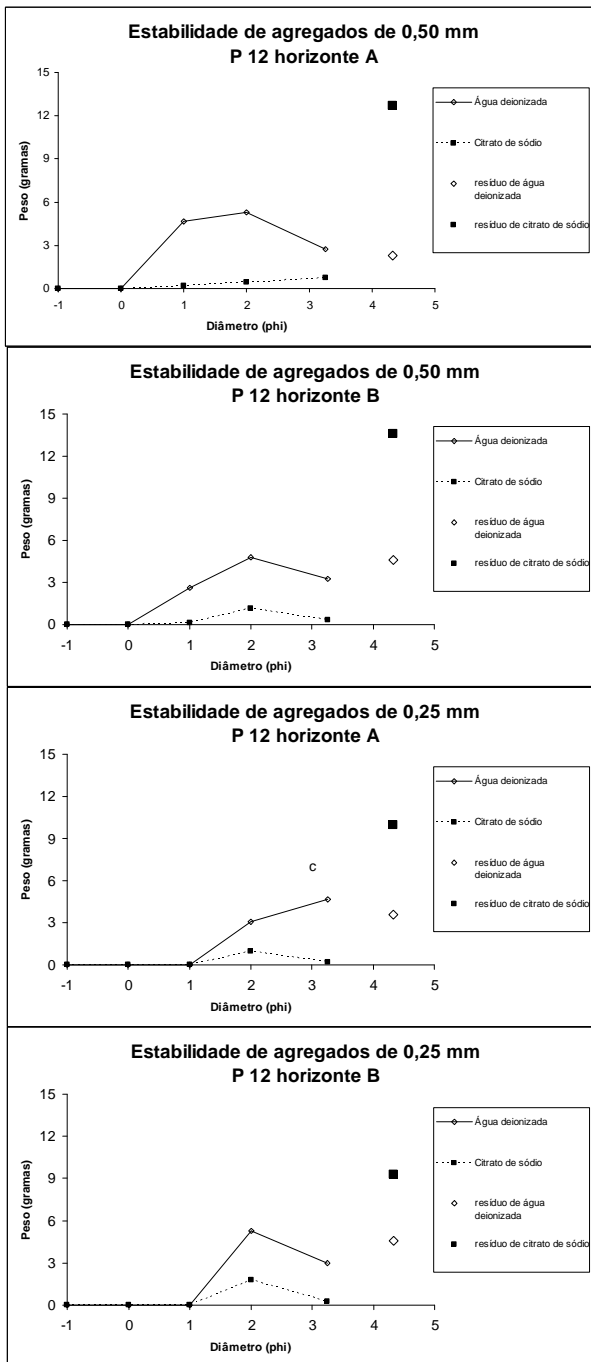 Estabilidade de agregados de 0,50 mm
P 12 horizonte A
15
12
9
6
3
0
-1
0
1
2
3
4
5
Peso (gramas)
Diâmetro (phi)
Água deionizada
Citrato de sódio
resíduo de água
deionizada
resíduo de citrato de sódio
Estabilidade de agregados de 0,50 mm
P 12 horizonte B
15
12
9
6
3
0
-1
0
1
2
3
4
5
Peso (gramas)
Diâmetro (phi)
Água deionizada
Citrato de sódio
resíduo de água
deionizada
resíduo de citrato de sódio
Estabilidade de agregados de 0,25 mm
P 12 horizonte A
15
12
9
6
3
0
-1
0
1
2
3
4
5
Peso (gramas)
Diâmetro (phi)
c
Água deionizada
Citrato de sódio
resíduo de água
deionizada
resíduo de citrato de sódio
Estabilidade de agregados de 0,25 mm
P 12 horizonte B
15
12
9
6
3
0
-1
0
1
2
3
4
5
Peso (gramas)
Diâmetro (phi)
Água deionizada
Citrato de sódio
resíduo de água
deionizada
resíduo de citrato de sódio